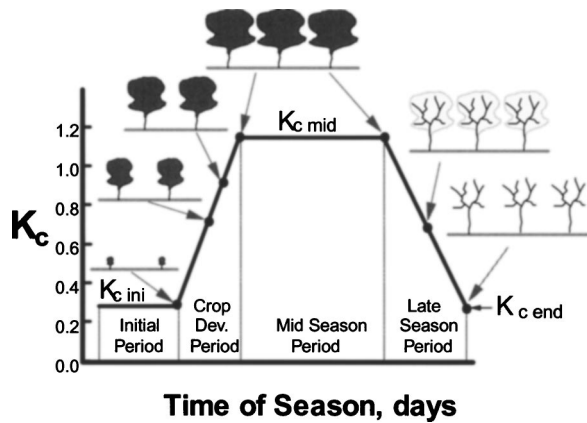 1.2
1.0
0.8
0.6
0.4
0.2
0.0
Kc
Kc mid
Kc ini
K c end
Initial
Period
Crop
Dev.
Period
Mid Season
Period
Late
Season
Period
Time of Season, days